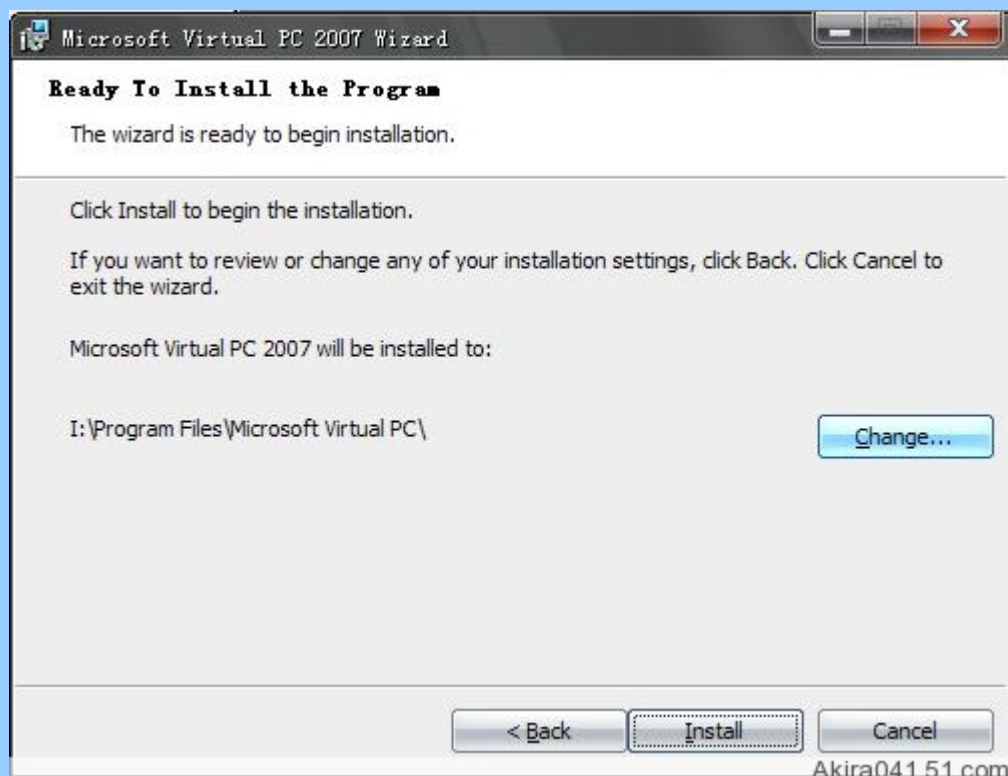 Microsoft Virtual PC 2007 Wizard
Ready To Install the Program
The wizard is ready to begin installation.
Click Install to begin the installation.
If you want to review or change any of your installation settings, click Back. Click Cancel to
exit the wizard.
Microsoft Virtual PC 2007 will be installed to:
I:\Program Files\Microsoft Virtual PC\
Change...
< Back
Install
Cancel
Akira041.51.com